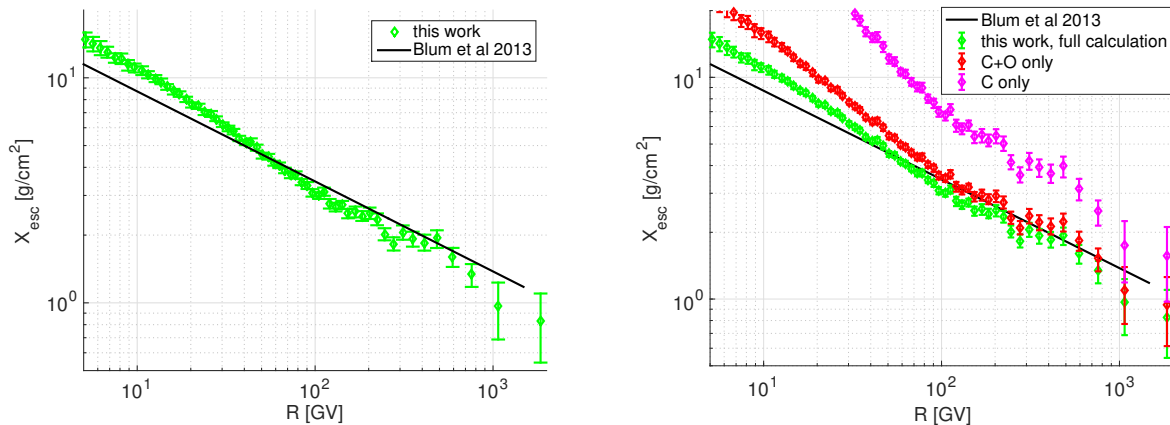 this work
Blum et al 2013
10¹
10⁰
X_esc [g/cm²]
10¹
10²
10³
R [GV]
Blum et al 2013
this work, full calculation
C+O only
C only
10¹
10⁰
X_esc [g/cm²]
10¹
10²
10³
R [GV]